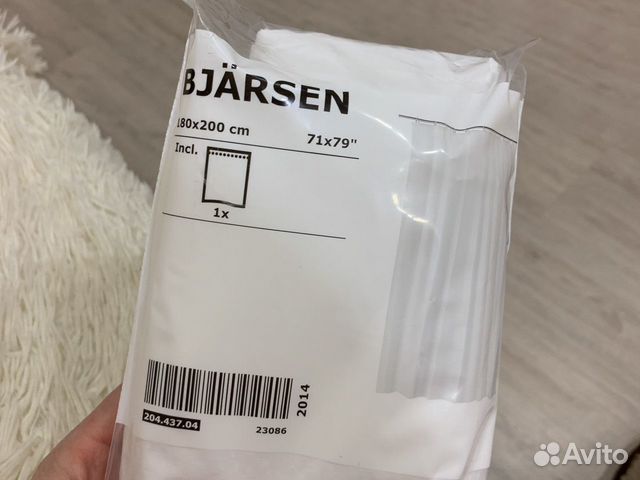 BJÄRSEN
180x200 cm 71x79"
Incl.
1x
2014
204.437.04
23086
Avito